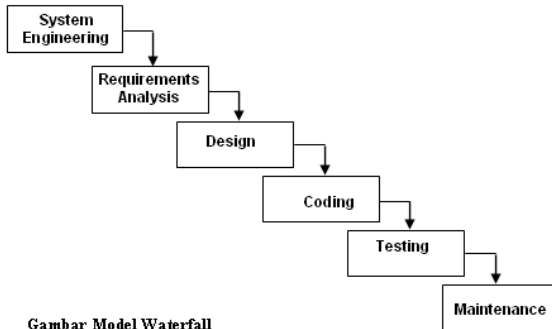 System
Engineering
Requirements
Analysis
Design
Coding
Testing
Maintenance
Gambar Model Waterfall